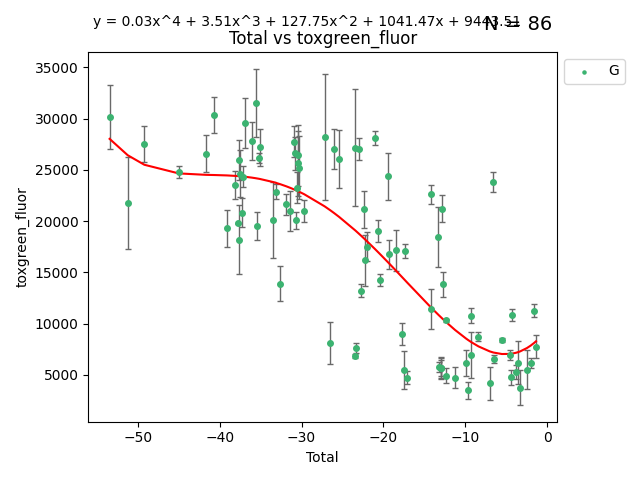 y = 0.03x^4 + 3.51x^3 + 127.75x^2 + 1041.47x + 9443.51
N = 86
Total vs toxgreen_fluor
G
35000
30000
25000
20000
15000
10000
5000
toxgreen_fluor
−50 −40 −30 −20 −10 0
Total